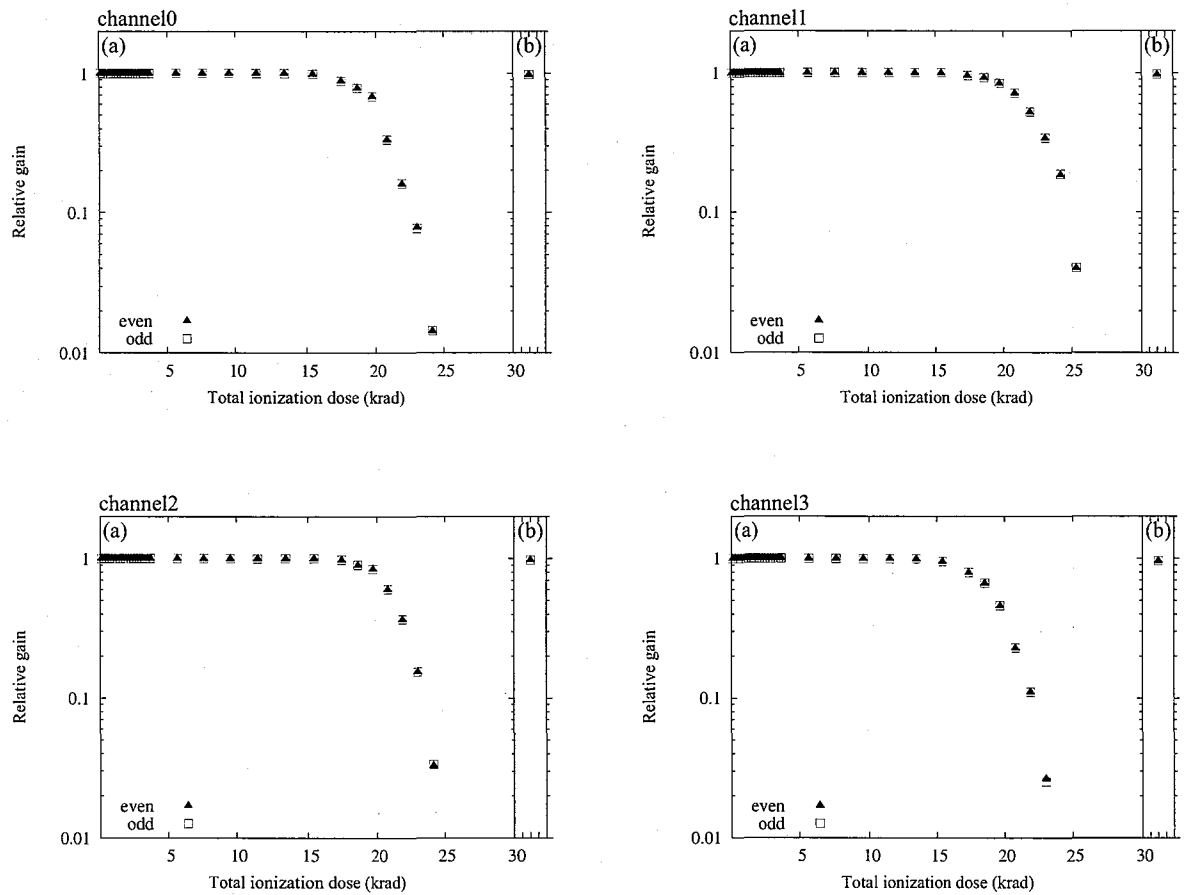 channel0
(a) (b)
1
0.1
0.01
Relative gain
even
odd
5 10 15 20 25 30
Total ionization dose (krad)
channel1
(a) (b)
1
0.1
0.01
Relative gain
even
odd
5 10 15 20 25 30
Total ionization dose (krad)
channel2
(a) (b)
1
0.1
0.01
Relative gain
even
odd
5 10 15 20 25 30
Total ionization dose (krad)
channel3
(a) (b)
1
0.1
0.01
Relative gain
even
odd
5 10 15 20 25 30
Total ionization dose (krad)